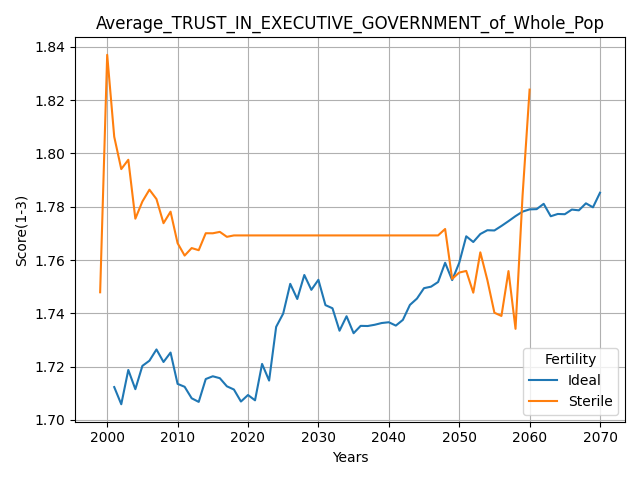 Average_TRUST_IN_EXECUTIVE_GOVERNMENT_of_Whole_Pop
1.84
1.82
1.80
1.78
1.76
1.74
1.72
1.70
Score(1-3)
2000 2010 2020 2030 2040 2050 2060 2070
Years
Fertility
Ideal
Sterile